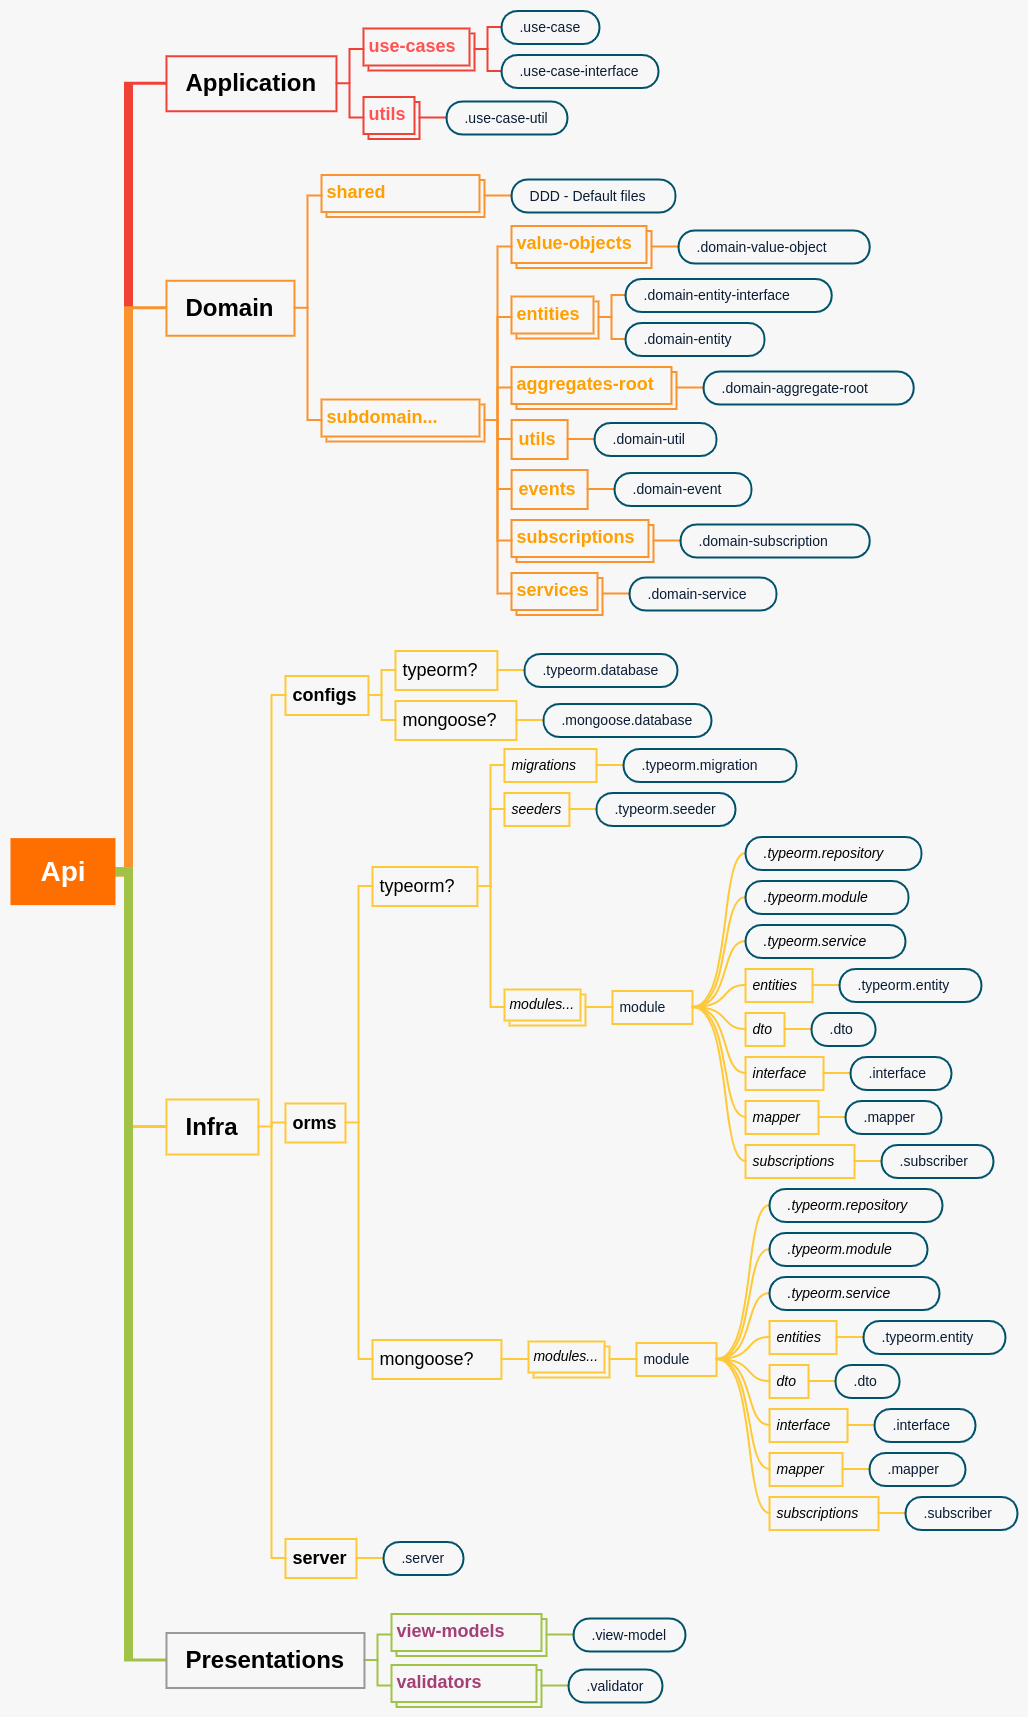 Api
Application
use-cases
.use-case
.use-case-interface
utils
.use-case-util
Domain
shared
DDD - Default files
subdomain...
value-objects
.domain-value-object
entities
.domain-entity-interface
.domain-entity
aggregates-root
.domain-aggregate-root
utils
.domain-util
events
.domain-event
subscriptions
.domain-subscription
services
.domain-service
Infra
configs
typeorm?
.typeorm.database
mongoose?
.mongoose.database
orms
typeorm?
migrations
.typeorm.migration
seeders
.typeorm.seeder
modules...
module
.typeorm.repository
.typeorm.module
.typeorm.service
entities
.typeorm.entity
dto
.dto
interface
.interface
mapper
.mapper
subscriptions
.subscriber
mongoose?
modules...
module
.typeorm.repository
.typeorm.module
.typeorm.service
entities
.typeorm.entity
dto
.dto
interface
.interface
mapper
.mapper
subscriptions
.subscriber
server
.server
Presentations
view-models
.view-model
validators
.validator